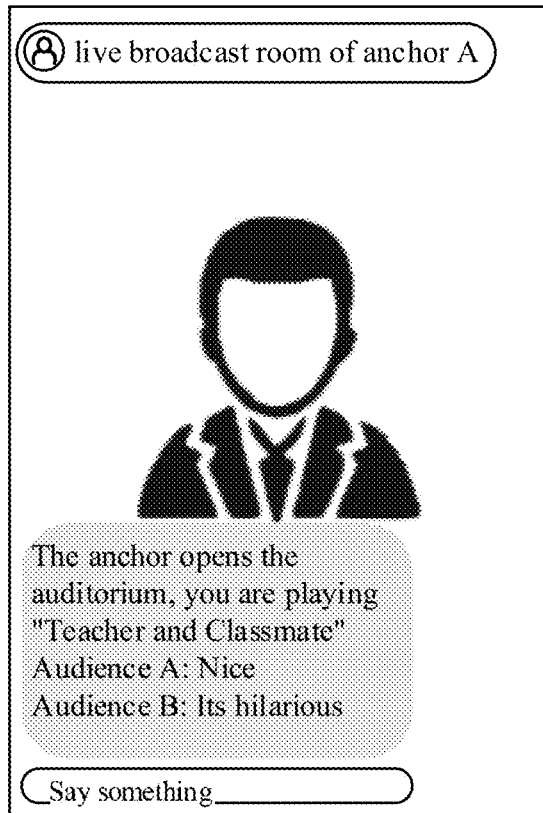 live broadcast room of anchor A
The anchor opens the
auditorium, you are playing
"Teacher and Classmate"
Audience A: Nice
Audience B: Its hilarious
Say something